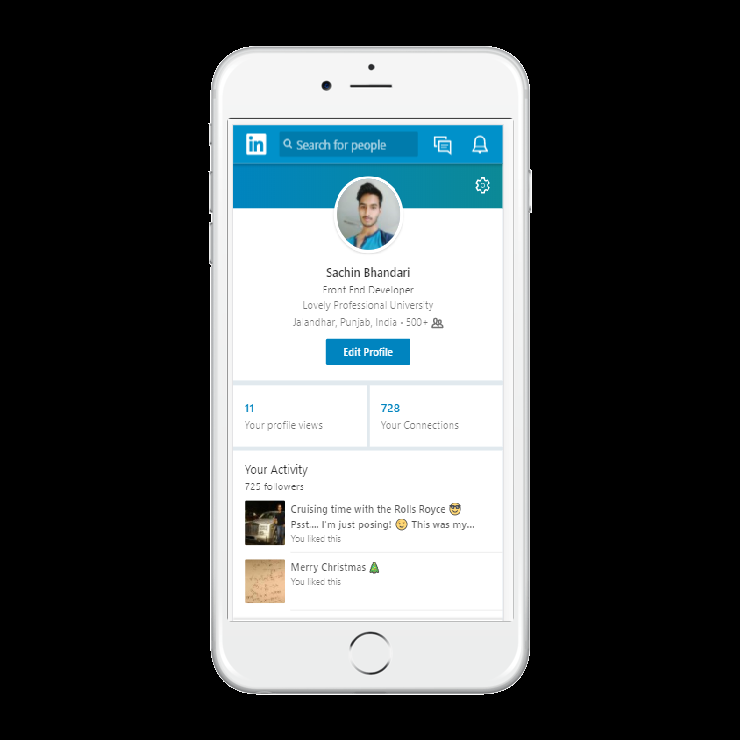 in
Search for people
Sachin Bhandari
Front End Developer
Lovely Professional University
Jalandhar, Punjab, India • 500+
Edit Profile
11
Your profile views
728
Your Connections
Your Activity
725 followers
Cruising time with the Rolls Royce 😎
Psst.... I'm just posing! 😉 This was my...
You liked this
Merry Christmas 🎄
You liked this